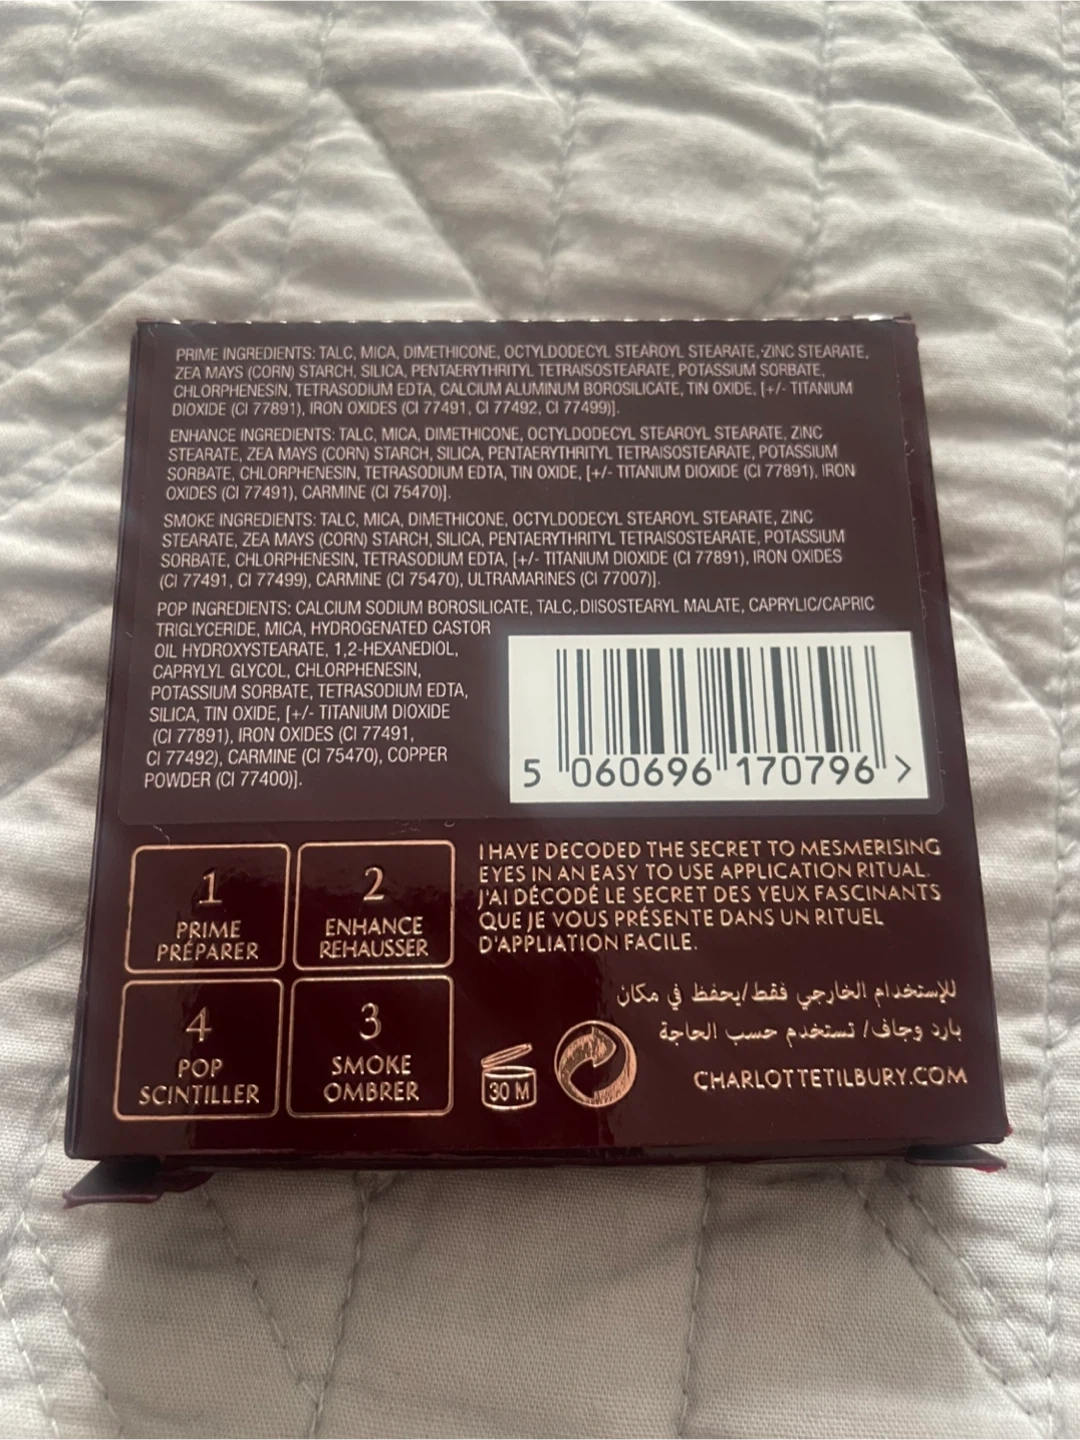 PRIME INGREDIENTS: TALC, MICA, DIMETHICONE, OCTYLDODECYL STEAROYL STEARATE, ZINC STEARATE,
ZEA MAYS (CORN) STARCH, SILICA, PENTAERYTHRITYL TETRAISOSTEARATE, POTASSIUM SORBATE,
CHLORPHENESIN, TETRASODIUM EDTA, CALCIUM ALUMINUM BOROSILICATE, TIN OXIDE, [+/- TITANIUM
DIOXIDE (CI 77891), IRON OXIDES (CI 77491, CI 77492, CI 77499)].
ENHANCE INGREDIENTS: TALC, MICA, DIMETHICONE, OCTYLDODECYL STEAROYL STEARATE, ZINC
STEARATE, ZEA MAYS (CORN) STARCH, SILICA, PENTAERYTHRITYL TETRAISOSTEARATE, POTASSIUM
SORBATE, CHLORPHENESIN, TETRASODIUM EDTA, TIN OXIDE, [+/- TITANIUM DIOXIDE (CI 77891), IRON
OXIDES (CI 77491), CARMINE (CI 75470)].
SMOKE INGREDIENTS: TALC, MICA, DIMETHICONE, OCTYLDODECYL STEAROYL STEARATE, ZINC
STEARATE, ZEA MAYS (CORN) STARCH, SILICA, PENTAERYTHRITYL TETRAISOSTEARATE, POTASSIUM
SORBATE, CHLORPHENESIN, TETRASODIUM EDTA, [+/- TITANIUM DIOXIDE (CI 77891), IRON OXIDES
(CI 77491, CI 77499), CARMINE (CI 75470), ULTRAMARINES (CI 77007)].
POP INGREDIENTS: CALCIUM SODIUM BOROSILICATE, TALC, DIISOSTEARYL MALATE, CAPRYLIC/CAPRIC
TRIGLYCERIDE, MICA, HYDROGENATED CASTOR
OIL HYDROXYSTEARATE, 1,2-HEXANEDIOL,
CAPRYLYL GLYCOL, CHLORPHENESIN,
POTASSIUM SORBATE, TETRASODIUM EDTA,
SILICA, TIN OXIDE, [+/- TITANIUM DIOXIDE
(CI 77891), IRON OXIDES (CI 77491,
CI 77492), CARMINE (CI 75470), COPPER
POWDER (CI 77400)].
5 060696 170796 >
1
PRIME
PRÉPARER
2
ENHANCE
REHAUSSER
4
POP
SCINTILLER
3
SMOKE
OMBRER
I HAVE DECODED THE SECRET TO MESMERISING
EYES IN AN EASY TO USE APPLICATION RITUAL.
J'AI DÉCODÉ LE SECRET DES YEUX FASCINANTS
QUE JE VOUS PRÉSENTE DANS UN RITUEL
D'APPLIATION FACILE.
للإستخدام الخارجي فقط/يحفظ في مكان
بارد وجاف/ تستخدم حسب الحاجة
30 M
CHARLOTTETILBURY.COM